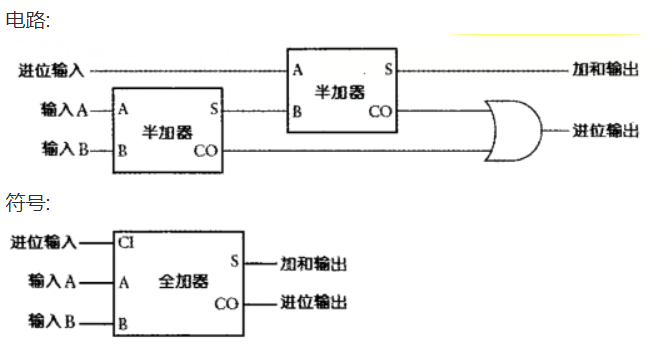 电路:
进位输入 A S 加和输出
半加器
输入A A S B CO
半加器 进位输出
输入B B CO
符号:
进位输入 CI
S 加和输出
输入A A 全加器
CO 进位输出
输入B B